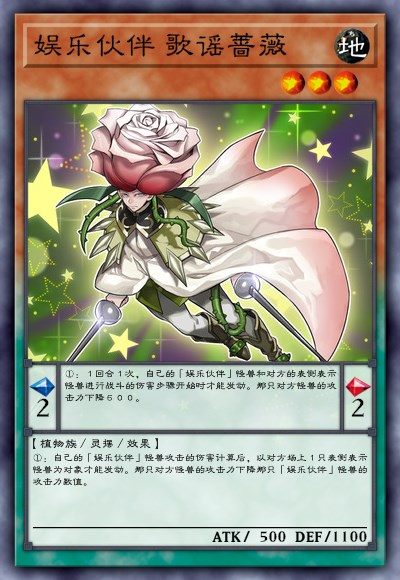 娱乐伙伴 歌谣蔷薇
地
①：1回合1次，自己的「娱乐伙伴」怪兽和对方的表侧表示
怪兽进行战斗的伤害步骤开始时才能发动。那只对方怪兽的攻
击力下降600。
2
2
【植物族／灵摆／效果】
①：自己的「娱乐伙伴」怪兽攻击的伤害计算后，以对方场上1只表侧表示
怪兽为对象才能发动。那只对方怪兽的攻击力下降那只「娱乐伙伴」怪兽的
攻击力数值。
ATK/ 500 DEF/1100